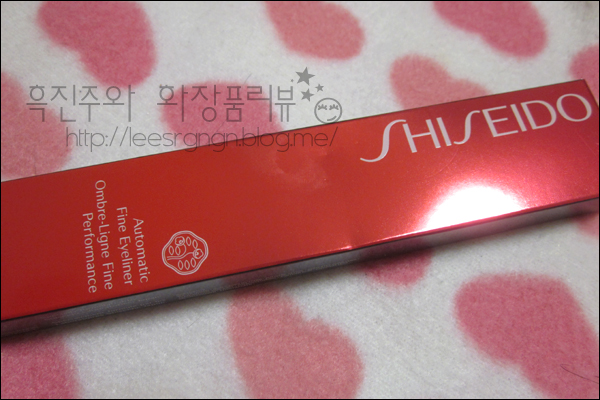 흑진주와 화장품리뷰
http://leesrgngn.blog.me/
SHISEIDO
Automatic
Fine Eyeliner
Ombre-Ligne Fine
Performance